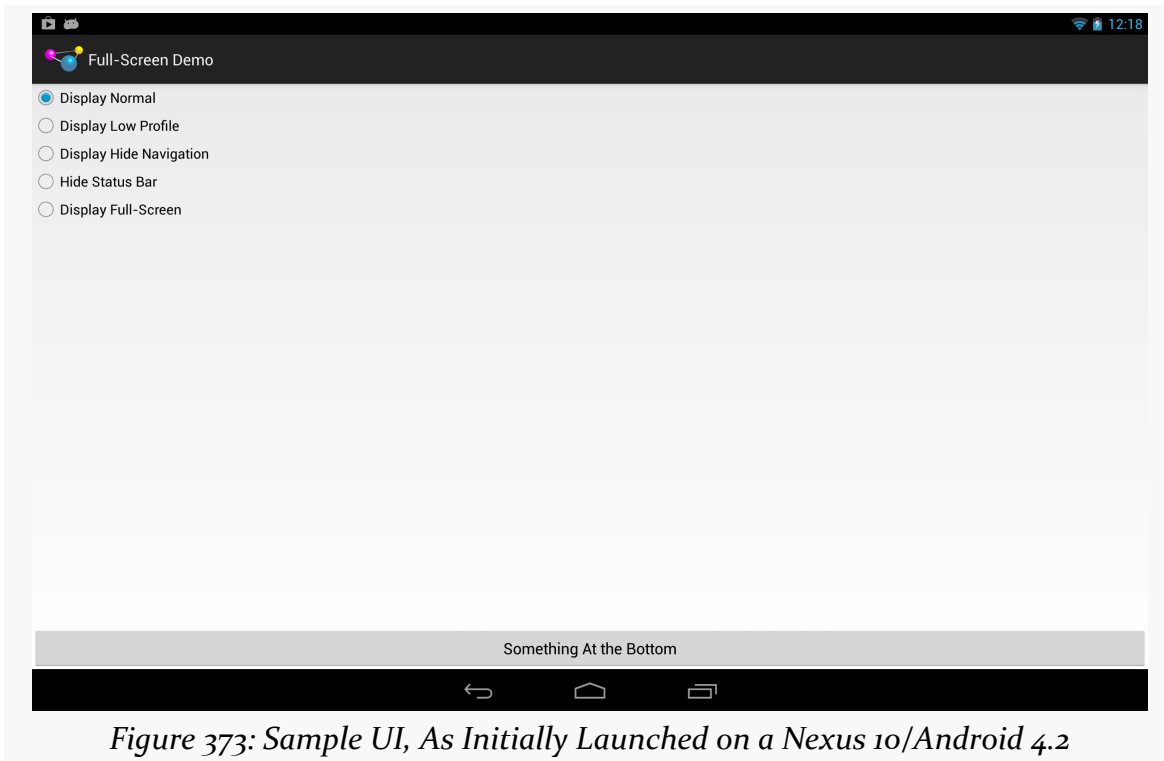 12:18
Full-Screen Demo
Display Normal
Display Low Profile
Display Hide Navigation
Hide Status Bar
Display Full-Screen
Something At the Bottom
Figure 373: Sample UI, As Initially Launched on a Nexus 10/Android 4.2